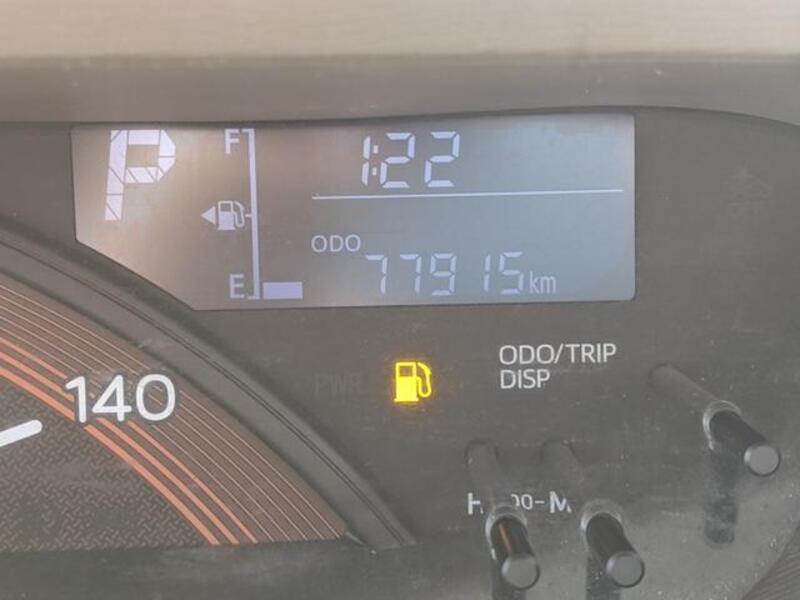 P
F
1:22
ODO
77915km
E
ODO/TRIP
DISP
PWR
140